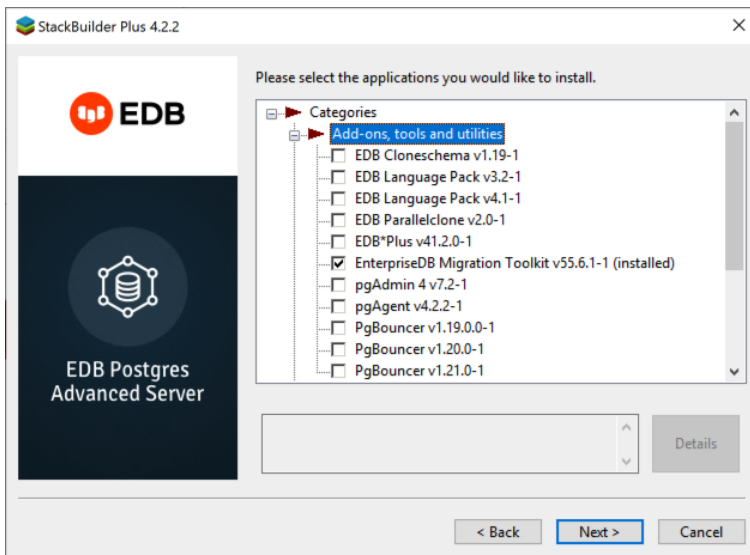 StackBuilder Plus 4.2.2
EDB
EDB Postgres
Advanced Server
Please select the applications you would like to install.
Categories
Add-ons, tools and utilities
EDB Cloneschema v1.19-1
EDB Language Pack v3.2-1
EDB Language Pack v4.1-1
EDB Parallelclone v2.0-1
EDB*Plus v41.2.0-1
EnterpriseDB Migration Toolkit v55.6.1-1 (installed)
pgAdmin 4 v7.2-1
pgAgent v4.2.2-1
PgBouncer v1.19.0.0-1
PgBouncer v1.20.0-1
PgBouncer v1.21.0-1
Details
< Back
Next >
Cancel